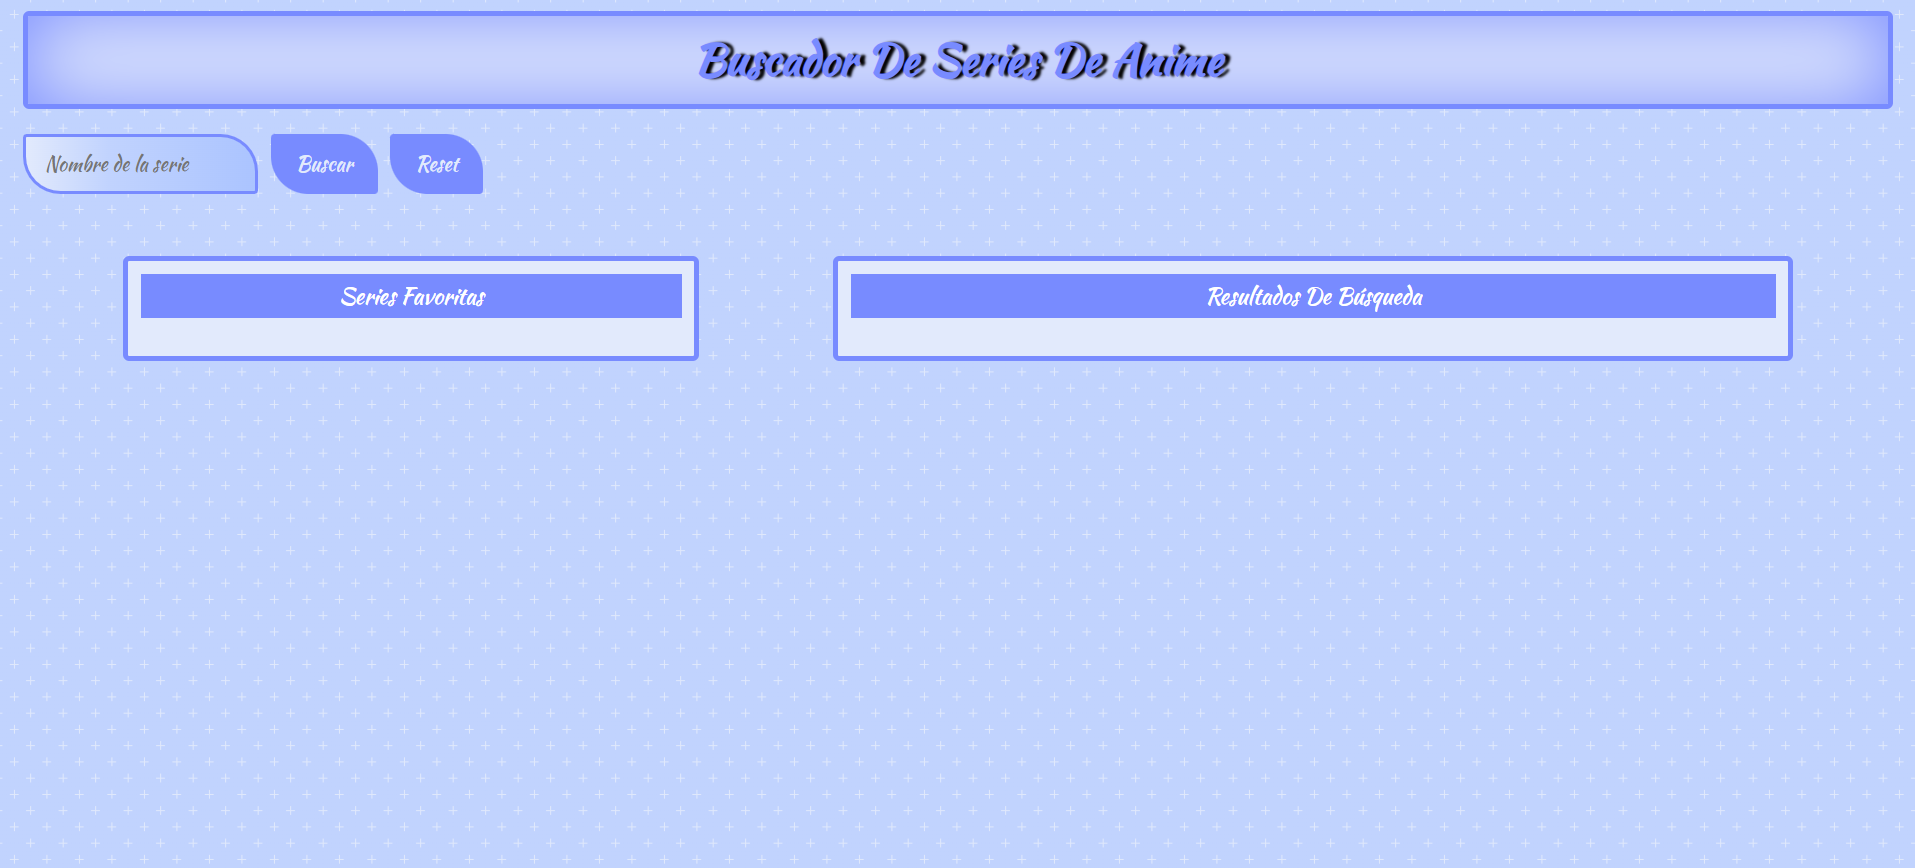 Buscador De Series De Anime
Nombre de la serie
Buscar
Reset
Series Favoritas
Resultados De Búsqueda